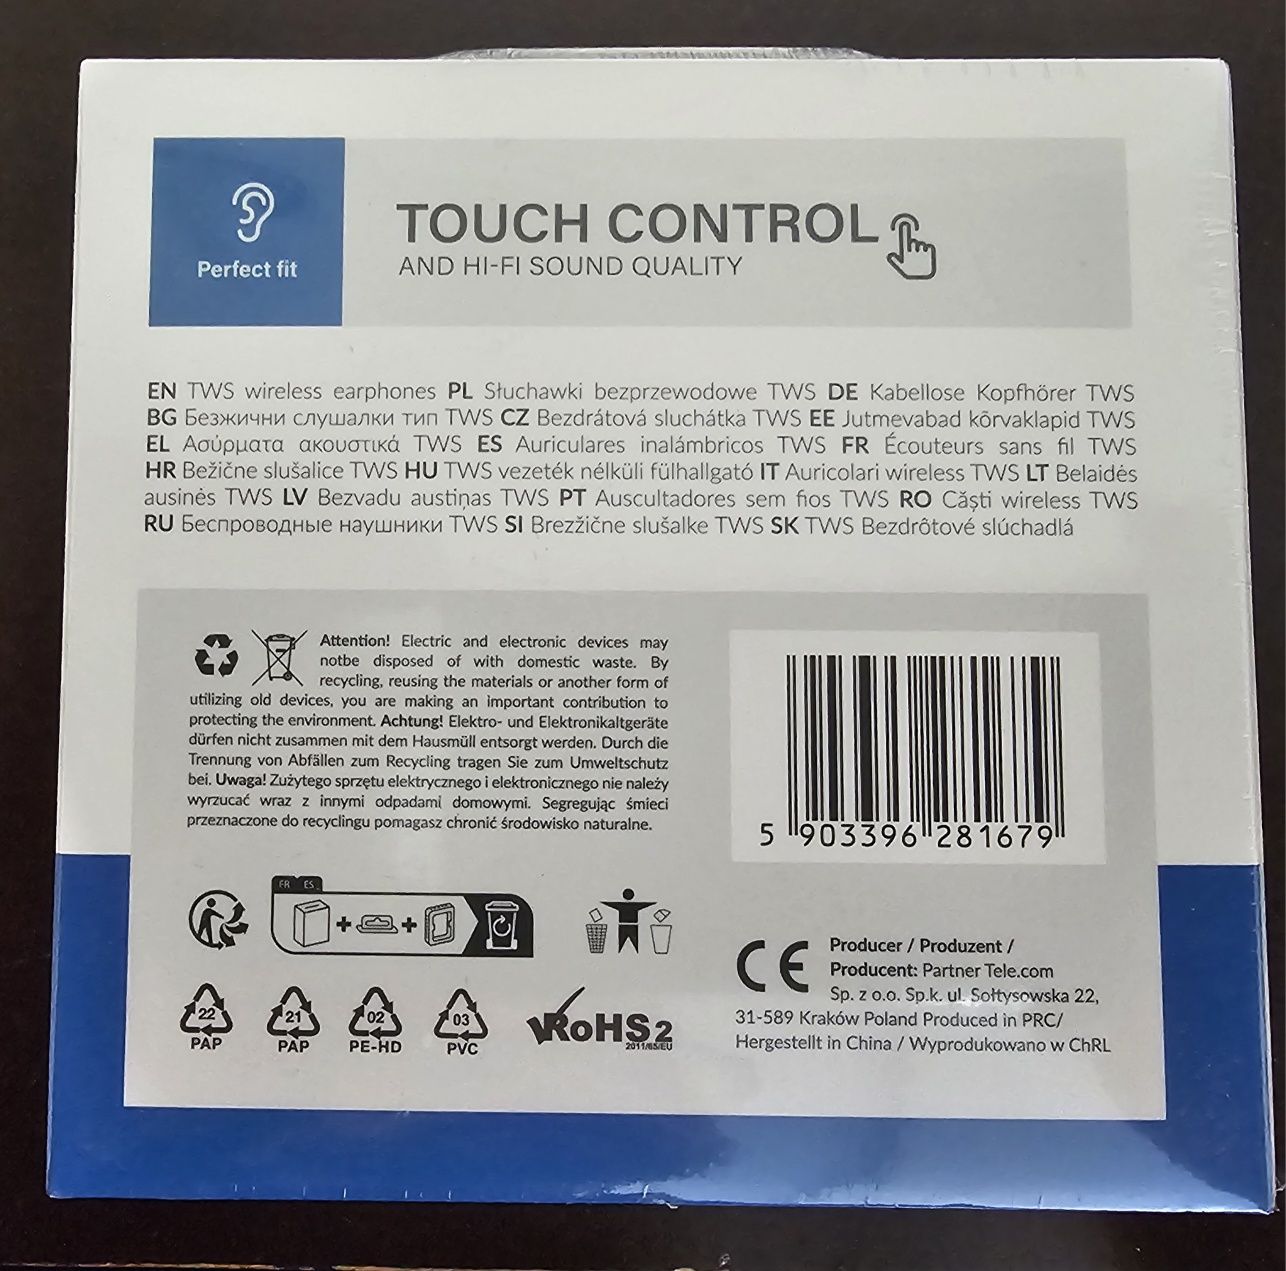 Perfect fit
TOUCH CONTROL
AND HI-FI SOUND QUALITY
EN TWS wireless earphones PL Słuchawki bezprzewodowe TWS DE Kabellose Kopfhörer TWS
BG Безжични слушалки тип TWS CZ Bezdrátová sluchátka TWS EE Jutmevabad kõrvaklapid TWS
EL Ασύρματα ακουστικά TWS ES Auriculares inalámbricos TWS FR Écouteurs sans fil TWS
HR Bežične slušalice TWS HU TWS vezeték nélküli fülhallgató IT Auricolari wireless TWS LT Belaidės
ausinės TWS LV Bezvadu austiņas TWS PT Auscultadores sem fios TWS RO Căști wireless TWS
RU Беспроводные наушники TWS SI Brezžične slušalke TWS SK TWS Bezdrôtové slúchadlá
Attention! Electric and electronic devices may
notbe disposed of with domestic waste. By
recycling, reusing the materials or another form of
utilizing old devices, you are making an important contribution to
protecting the environment. Achtung! Elektro- und Elektronikaltgeräte
dürfen nicht zusammen mit dem Hausmüll entsorgt werden. Durch die
Trennung von Abfällen zum Recycling tragen Sie zum Umweltschutz
bei. Uwaga! Zużytego sprzętu elektrycznego i elektronicznego nie należy
wyrzucać wraz z innymi odpadami domowymi. Segregując śmieci
przeznaczone do recyclingu pomagasz chronić środowisko naturalne.
5 903396 281679
FR ES
22
PAP
21
PAP
02
PE-HD
03
PVC
RoHS 2
2011/65/EU
CE
Producer / Produzent /
Producent: Partner Tele.com
Sp. z o.o. Sp.k. ul. Sołtysowska 22,
31-589 Kraków Poland Produced in PRC/
Hergestellt in China / Wyprodukowano w ChRL